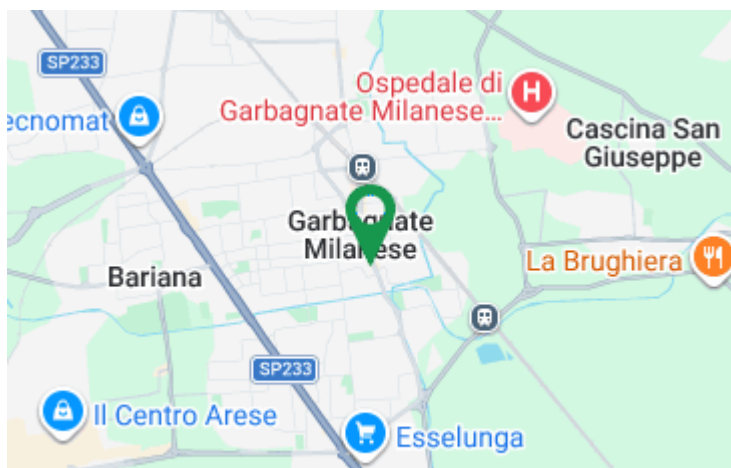 SP233
ecnomat
Ospedale di
Garbagnate Milanese...
H
Cascina San
Giuseppe
Garbagnate
Milanese
La Brughiera
Bariana
SP233
Il Centro Arese
Esselunga